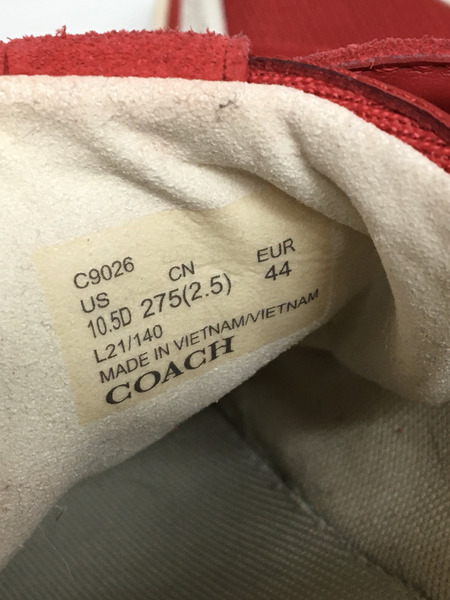 C9026
US CN EUR
10.5D 275(2.5) 44
L21/140
MADE IN VIETNAM/VIETNAM
COACH